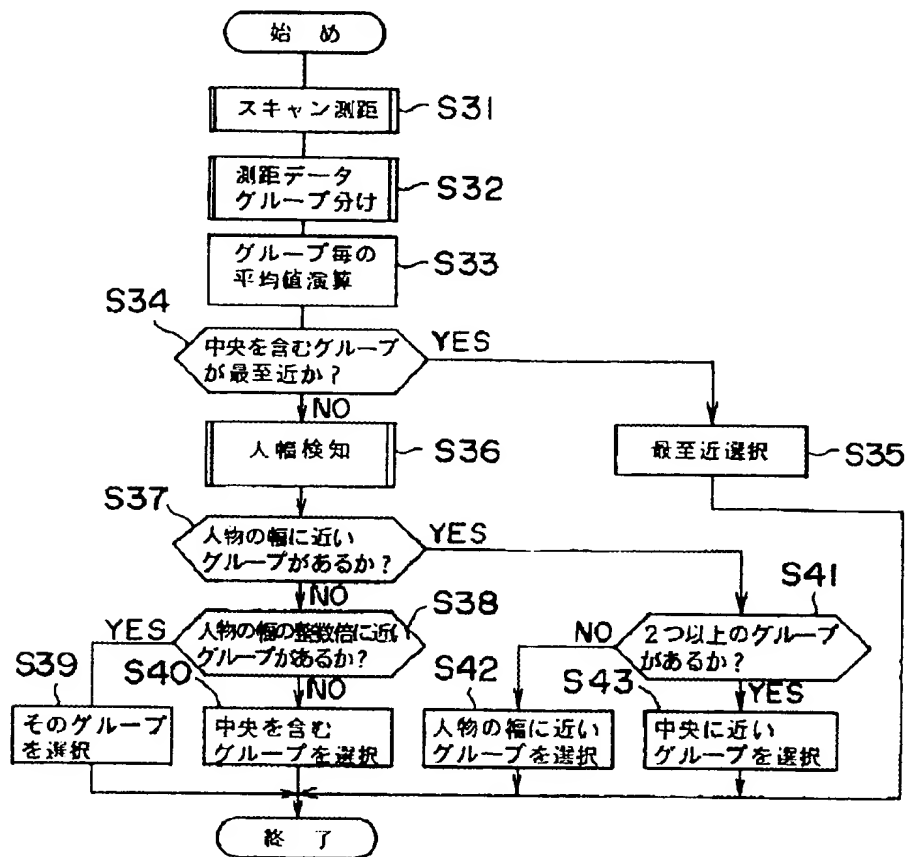 始め
スキャン測距
S31
測距データ
グループ分け
S32
グループ毎の
平均値演算
S33
S34
中央を含むグループ
が最至近か?
YES
NO
人幅検知
S36
最至近選択
S35
S37
人物の幅に近い
グループがあるか?
YES
NO
S38
人物の幅の整数倍に近い
グループがあるか?
YES
NO
S41
2つ以上のグループ
があるか?
NO
YES
S39
そのグループ
を選択
S40
中央を含む
グループを選択
S42
人物の幅に近い
グループを選択
S43
中央に近い
グループを選択
終了